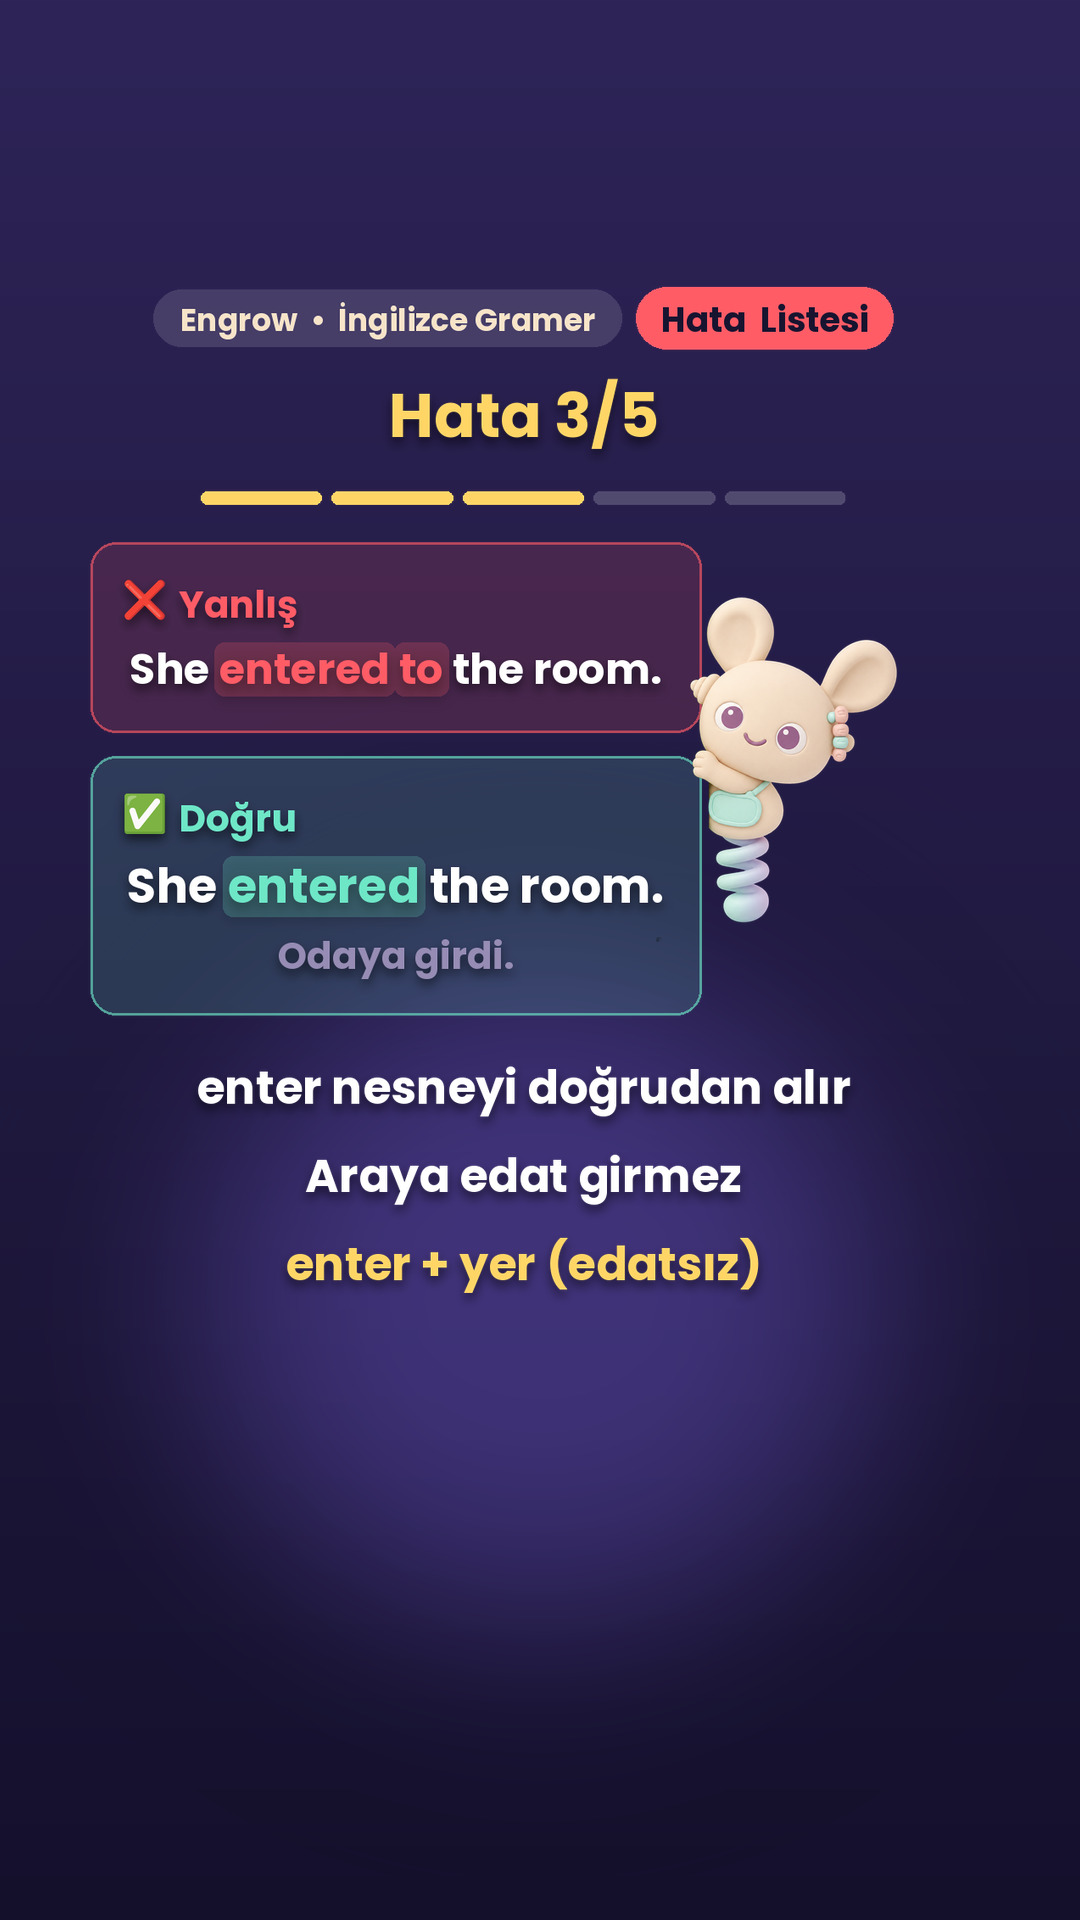 Engrow • İngilizce Gramer
Hata Listesi
Hata 3/5
❌ Yanlış
She entered to the room.
✅ Doğru
She entered the room.
Odaya girdi.
enter nesneyi doğrudan alır
Araya edat girmez
enter + yer (edatsız)